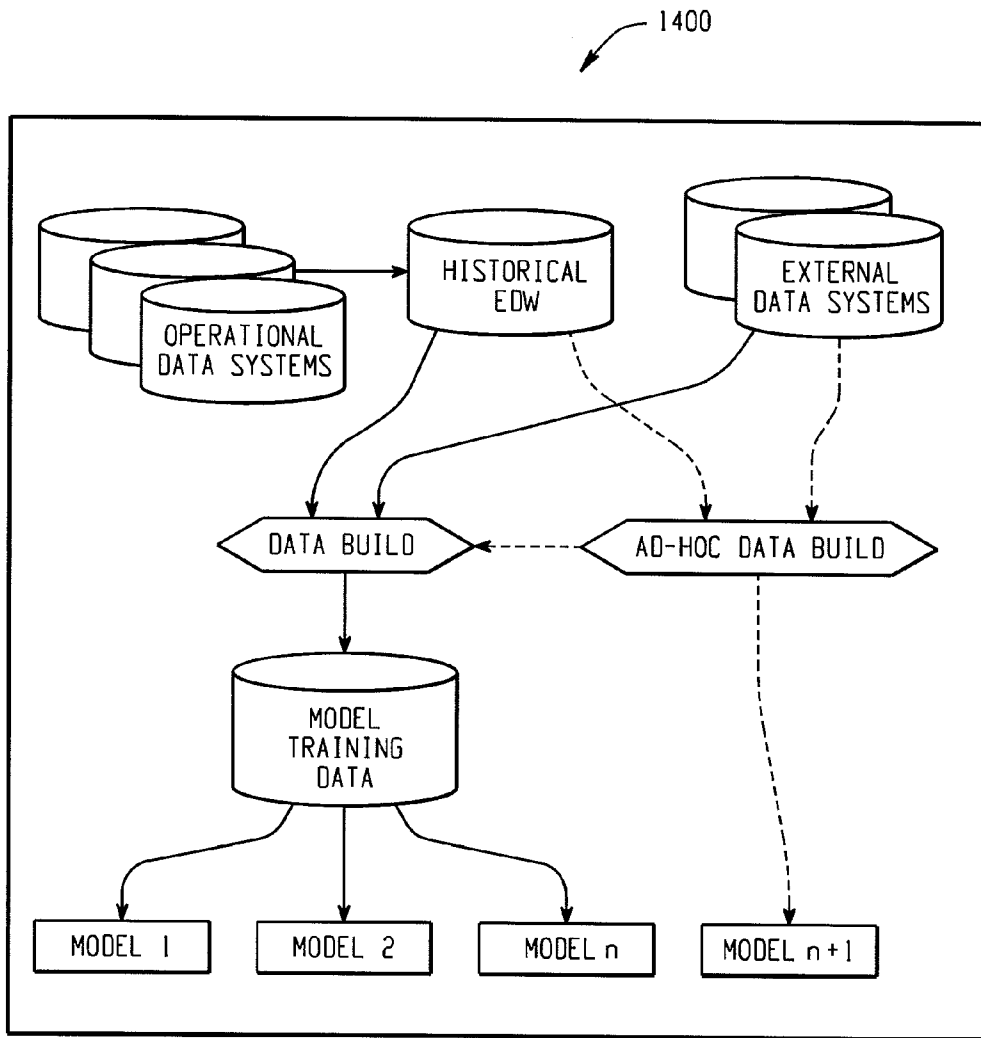 1400
HISTORICAL
EDW
EXTERNAL
DATA SYSTEMS
OPERATIONAL
DATA SYSTEMS
DATA BUILD
AD-HOC DATA BUILD
MODEL
TRAINING
DATA
MODEL 1
MODEL 2
MODEL n
MODEL n+1